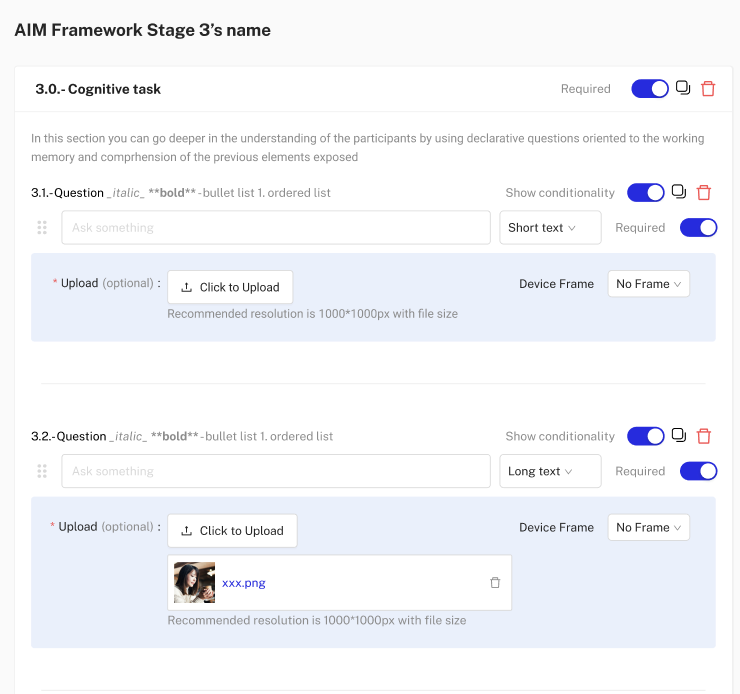 AIM Framework Stage 3’s name
3.0.- Cognitive task
Required
In this section you can go deeper in the understanding of the participants by using declarative questions oriented to the working
memory and comprhension of the previous elements exposed
3.1.-Question _italic_ **bold** -bullet list 1. ordered list
Show conditionality
Ask something
Short text
Required
* Upload (optional) :
Click to Upload
Device Frame
No Frame
Recommended resolution is 1000*1000px with file size
3.2.-Question _italic_ **bold** -bullet list 1. ordered list
Show conditionality
Ask something
Long text
Required
* Upload (optional) :
Click to Upload
Device Frame
No Frame
xxx.png
Recommended resolution is 1000*1000px with file size